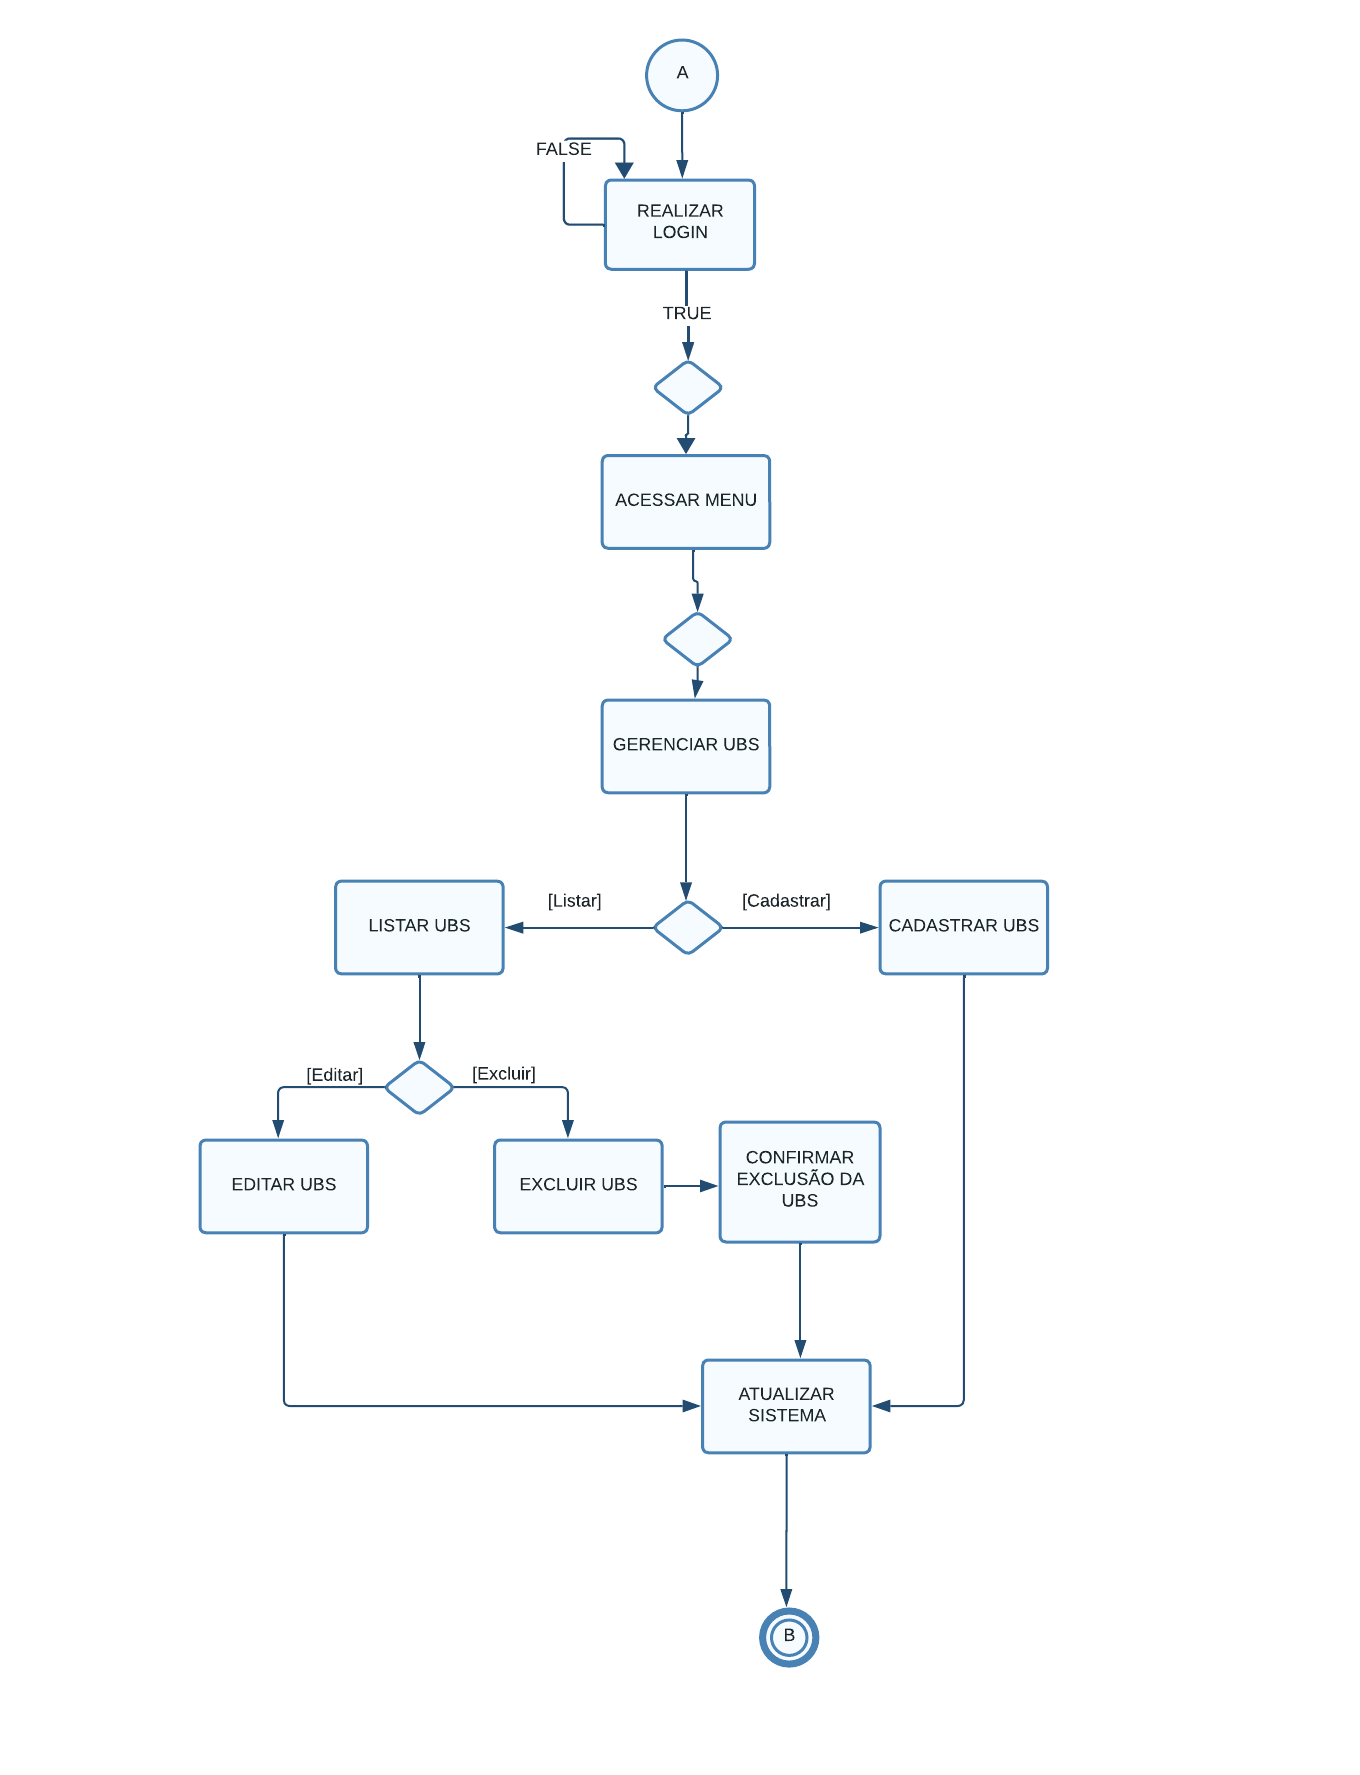 A
FALSE
REALIZAR
LOGIN
TRUE
ACESSAR MENU
GERENCIAR UBS
[Listar]
[Cadastrar]
LISTAR UBS
CADASTRAR UBS
[Editar]
[Excluir]
EDITAR UBS
EXCLUIR UBS
CONFIRMAR
EXCLUSÃO DA
UBS
ATUALIZAR
SISTEMA
B